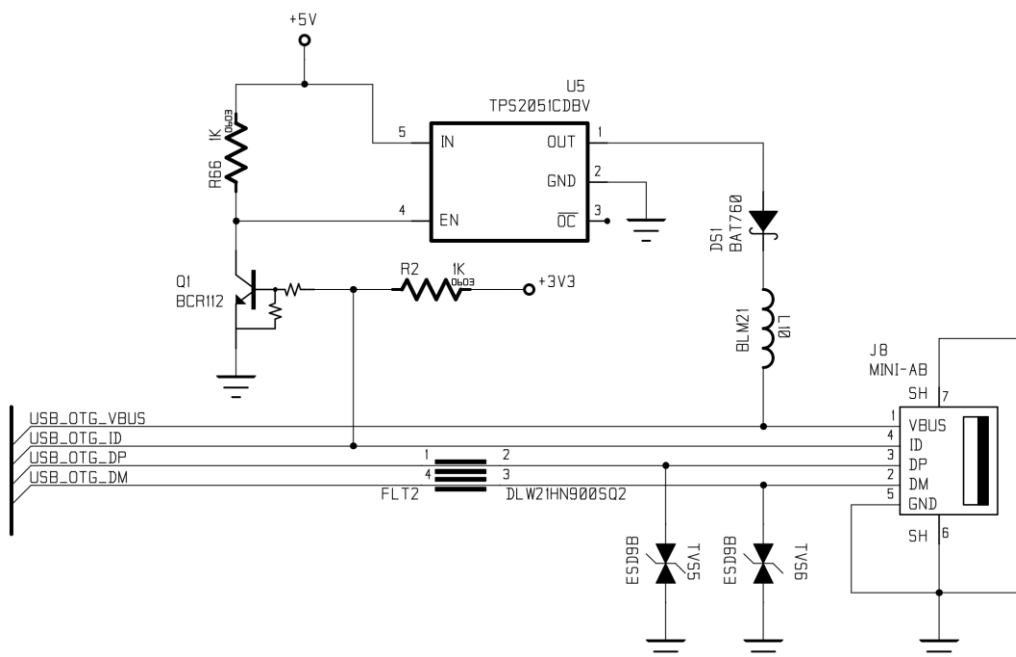 +5V
U5
TPS2051CDBV
R66
1K
0603
5
IN
OUT
1
GND
2
4
EN
OC
3
DS1
BAT760
Q1
BCR112
R2
1K
0603
+3V3
BLM21
L10
J8
MINI-AB
SH
7
USB_OTG_VBUS
1
VBUS
USB_OTG_ID
4
ID
USB_OTG_DP
1
2
3
DP
USB_OTG_DM
4
3
2
DM
FLT2
DLW21HN900SQ2
5
GND
SH
6
ESD9B
TVS5
ESD9B
TVS6